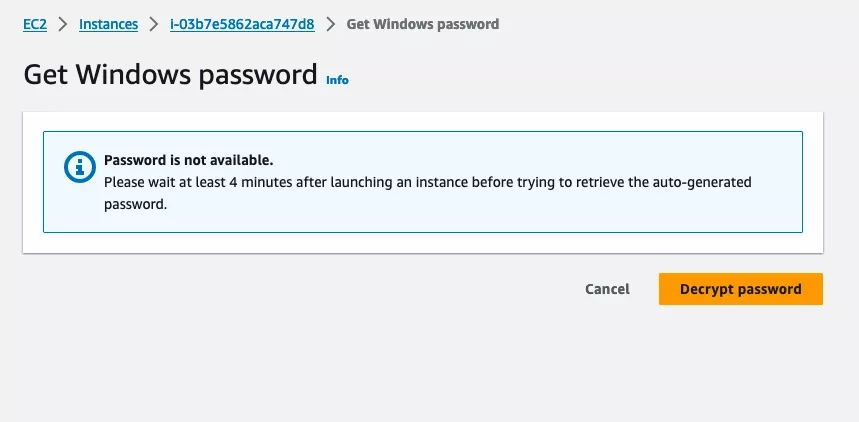 EC2 > Instances > i-03b7e5862aca747d8 > Get Windows password
Get Windows password Info
Password is not available.
Please wait at least 4 minutes after launching an instance before trying to retrieve the auto-generated
password.
Cancel Decrypt password